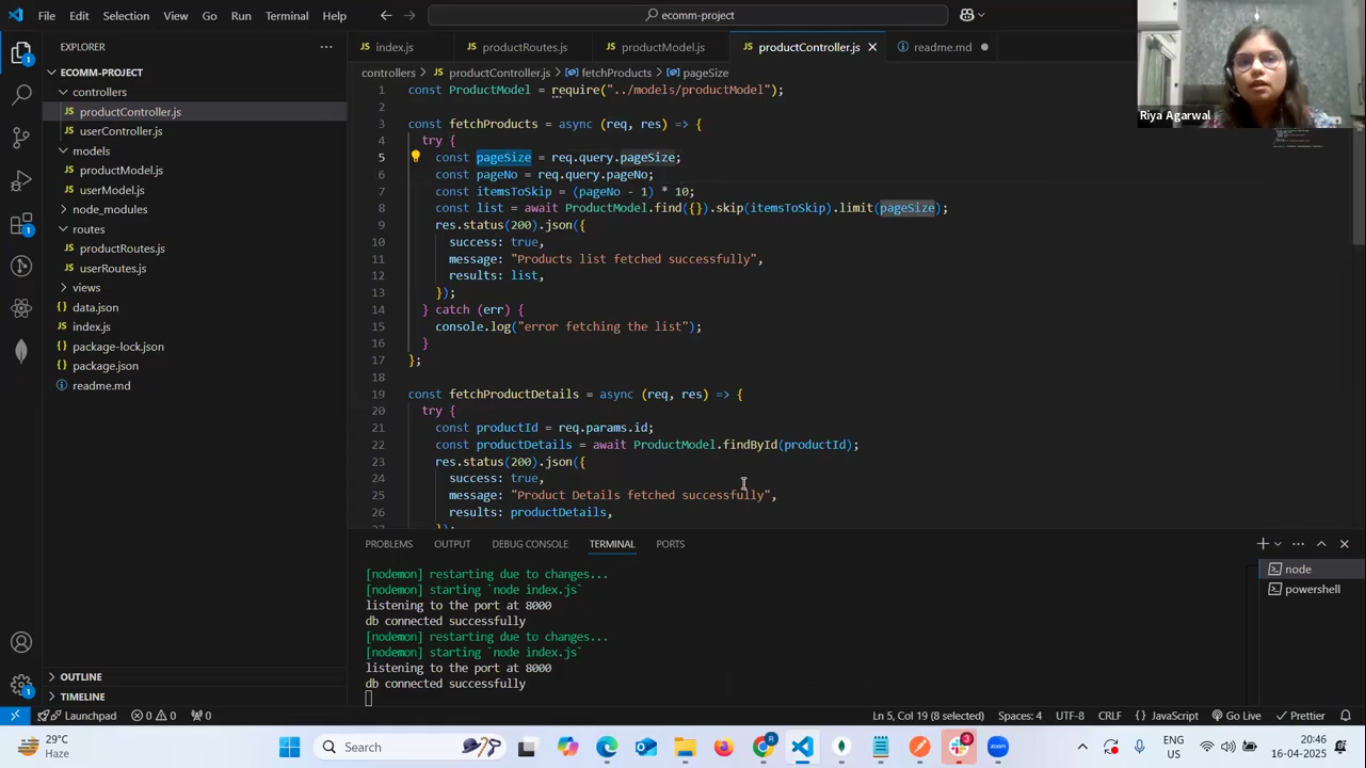 File Edit Selection View Go Run Terminal Help
ecomm-project
Riya Agarwal
EXPLORER
ECOMM-PROJECT
controllers
JS productController.js
JS userController.js
models
JS productModel.js
JS userModel.js
node_modules
routes
JS productRoutes.js
JS userRoutes.js
views
{} data.json
JS index.js
{} package-lock.json
{} package.json
readme.md
OUTLINE
TIMELINE
JS index.js JS productRoutes.js JS productModel.js JS productController.js readme.md
controllers > JS productController.js > fetchProducts > pageSize
1 const ProductModel = require("../models/productModel");
2
3 const fetchProducts = async (req, res) => {
4 try {
5 const pageSize = req.query.pageSize;
6 const pageNo = req.query.pageNo;
7 const itemsToSkip = (pageNo - 1) * 10;
8 const list = await ProductModel.find({}).skip(itemsToSkip).limit(pageSize);
9 res.status(200).json({
10 success: true,
11 message: "Products list fetched successfully",
12 results: list,
13 });
14 } catch (err) {
15 console.log("error fetching the list");
16 }
17 };
18
19 const fetchProductDetails = async (req, res) => {
20 try {
21 const productId = req.params.id;
22 const productDetails = await ProductModel.findById(productId);
23 res.status(200).json({
24 success: true,
25 message: "Product Details fetched successfully",
26 results: productDetails,
27 });
PROBLEMS OUTPUT DEBUG CONSOLE TERMINAL PORTS
[nodemon] restarting due to changes...
[nodemon] starting `node index.js`
listening to the port at 8000
db connected successfully
[nodemon] restarting due to changes...
[nodemon] starting `node index.js`
listening to the port at 8000
db connected successfully
node
powershell
Launchpad 0 0 0 Ln 5, Col 19 (8 selected) Spaces: 4 UTF-8 CRLF {} JavaScript Go Live Prettier
29°C
Haze
Search
ENG
US
20:46
16-04-2025